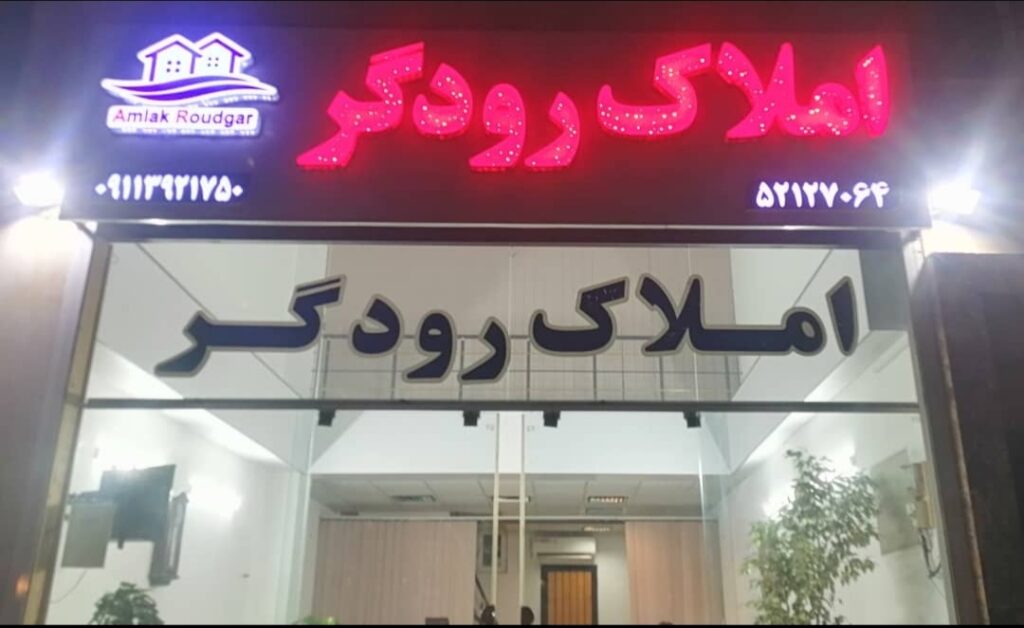 املاک رودگر
Amlak Roudgar
۵۲۱۲۷۰۶۴
۰۹۱۱۳۹۲۱۷۵۰
املاک رودگر